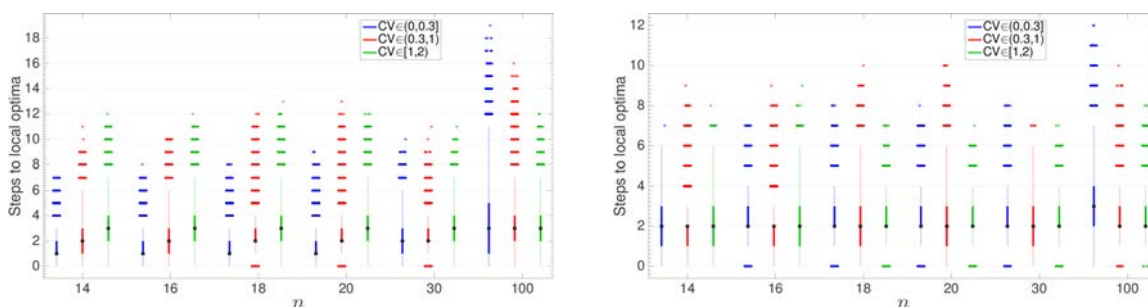 Steps to local optima
18
16
14
12
10
8
6
4
2
0
CV∈(0,0.3]
CV∈(0.3,1)
CV∈[1,2)
14
16
18
20
30
100
n
Steps to local optima
12
10
8
6
4
2
0
CV∈(0,0.3]
CV∈(0.3,1)
CV∈[1,2)
14
16
18
20
30
100
n